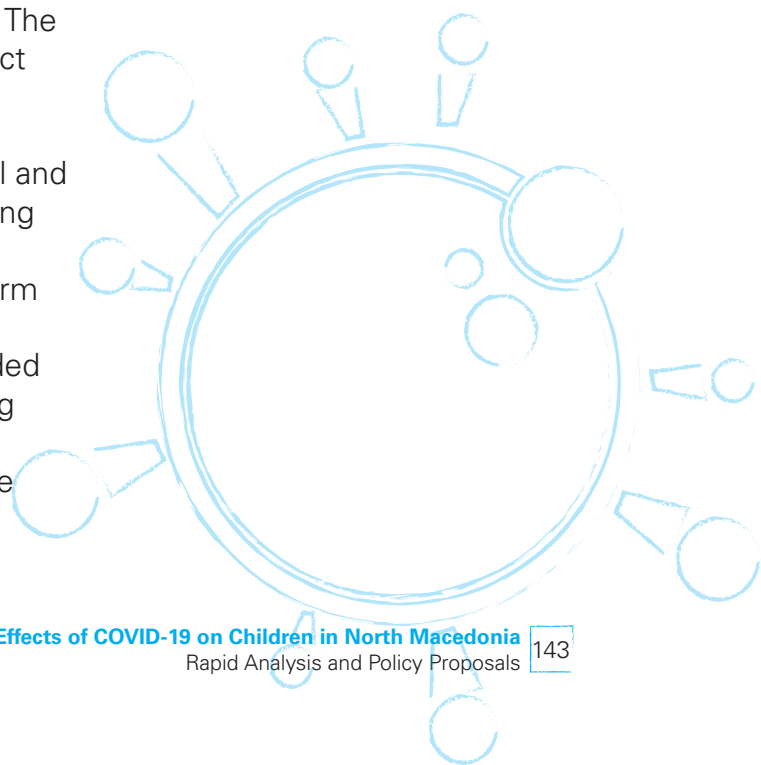 The
ct
l and
ng
rm
ded
g
e
Effects of COVID-19 on Children in North Macedonia
Rapid Analysis and Policy Proposals
143